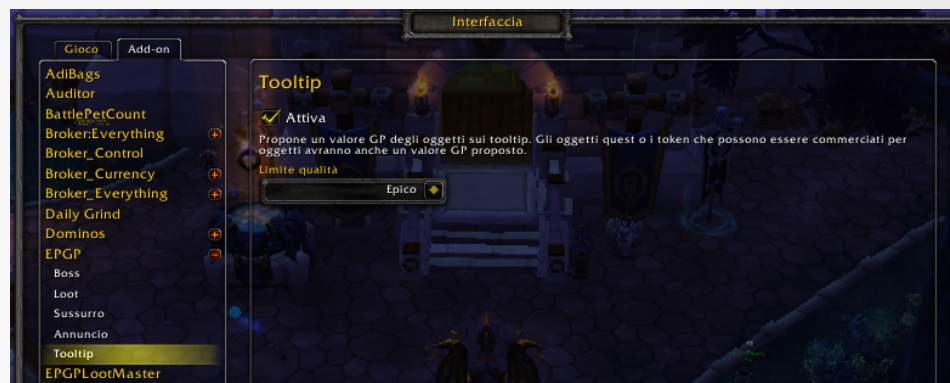 Interfaccia
Gioco
Add-on
AdiBags
Auditor
BattlePetCount
Broker:Everything
Broker_Control
Broker_Currency
Broker_Everything
Daily Grind
Dominos
EPGP
Boss
Loot
Sussurro
Annuncio
Tooltip
EPGPLootMaster
Tooltip
Attiva
Propone un valore GP degli oggetti sui tooltip. Gli oggetti quest o i token che possono essere commerciati per
oggetti avranno anche un valore GP proposto.
Limite qualità
Epico